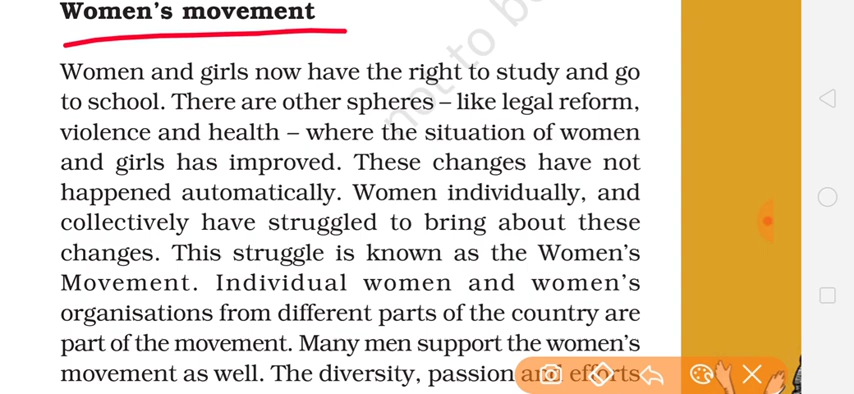 Women's movement
not to b
Women and girls now have the right to study and go
to school. There are other spheres – like legal reform,
violence and health – where the situation of women
and girls has improved. These changes have not
happened automatically. Women individually, and
collectively have struggled to bring about these
changes. This struggle is known as the Women's
Movement. Individual women and women's
organisations from different parts of the country are
part of the movement. Many men support the women's
movement as well. The diversity, passion and efforts